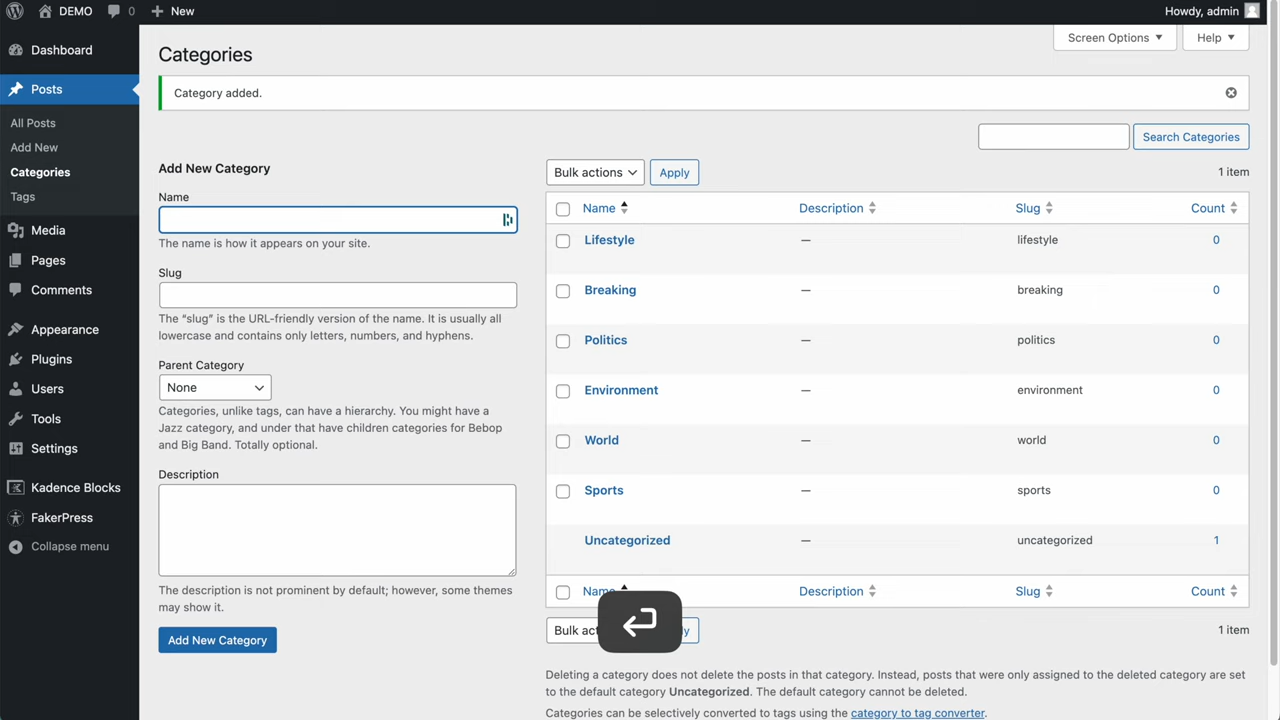 DEMO 0 New Howdy, admin
Dashboard
Posts
All Posts
Add New
Categories
Tags
Media
Pages
Comments
Appearance
Plugins
Users
Tools
Settings
Kadence Blocks
FakerPress
Collapse menu
Categories
Screen Options Help
Category added.
Search Categories
Add New Category
Name
The name is how it appears on your site.
Slug
The “slug” is the URL-friendly version of the name. It is usually all
lowercase and contains only letters, numbers, and hyphens.
Parent Category
None
Categories, unlike tags, can have a hierarchy. You might have a
Jazz category, and under that have children categories for Bebop
and Big Band. Totally optional.
Description
The description is not prominent by default; however, some themes
may show it.
Add New Category
Bulk actions Apply 1 item
Name Description Slug Count
Lifestyle — lifestyle 0
Breaking — breaking 0
Politics — politics 0
Environment — environment 0
World — world 0
Sports — sports 0
Uncategorized — uncategorized 1
Name Description Slug Count
Bulk 1 item
Deleting a category does not delete the posts in that category. Instead, posts that were only assigned to the deleted category are set
to the default category Uncategorized. The default category cannot be deleted.
Categories can be selectively converted to tags using the category to tag converter.